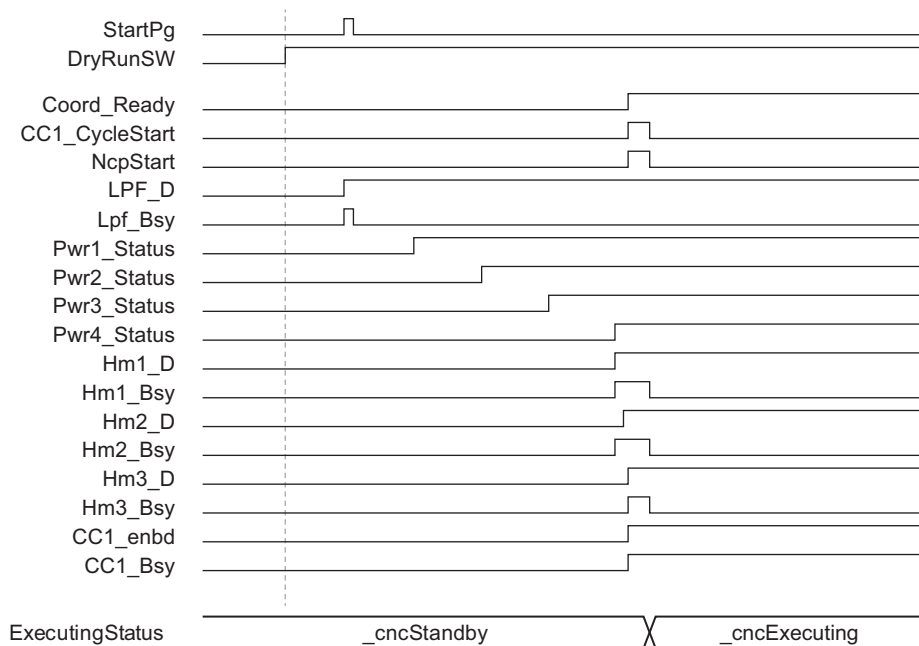 StartPg
DryRunSW
Coord_Ready
CC1_CycleStart
NcpStart
LPF_D
Lpf_Bsy
Pwr1_Status
Pwr2_Status
Pwr3_Status
Pwr4_Status
Hm1_D
Hm1_Bsy
Hm2_D
Hm2_Bsy
Hm3_D
Hm3_Bsy
CC1_enbd
CC1_Bsy
ExecutingStatus _cncStandby _cncExecuting